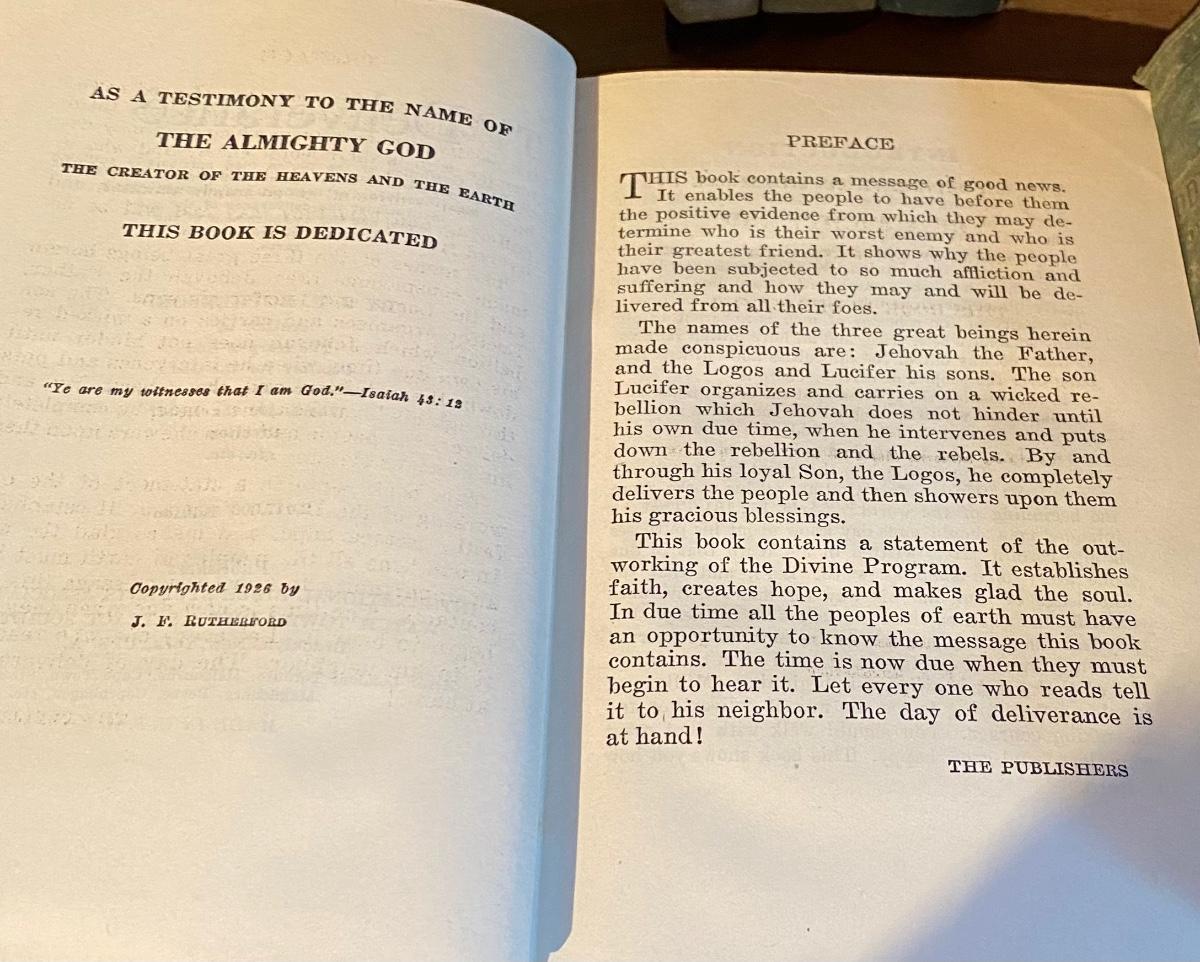 AS A TESTIMONY TO THE NAME OF
THE ALMIGHTY GOD
THE CREATOR OF THE HEAVENS AND THE EARTH
THIS BOOK IS DEDICATED
"Ye are my witnesses that I am God."—Isaiah 43:12
Copyrighted 1926 by
J. F. RUTHERFORD
PREFACE
THIS book contains a message of good news.
It enables the people to have before them
the positive evidence from which they may de-
termine who is their worst enemy and who is
their greatest friend. It shows why the people
have been subjected to so much affliction and
suffering and how they may and will be de-
livered from all their foes.
The names of the three great beings herein
made conspicuous are: Jehovah the Father,
and the Logos and Lucifer his sons. The son
Lucifer organizes and carries on a wicked re-
bellion which Jehovah does not hinder until
his own due time, when he intervenes and puts
down the rebellion and the rebels. By and
through his loyal Son, the Logos, he completely
delivers the people and then showers upon them
his gracious blessings.
This book contains a statement of the out-
working of the Divine Program. It establishes
faith, creates hope, and makes glad the soul.
In due time all the peoples of earth must have
an opportunity to know the message this book
contains. The time is now due when they must
begin to hear it. Let every one who reads tell
it to his neighbor. The day of deliverance is
at hand!
THE PUBLISHERS